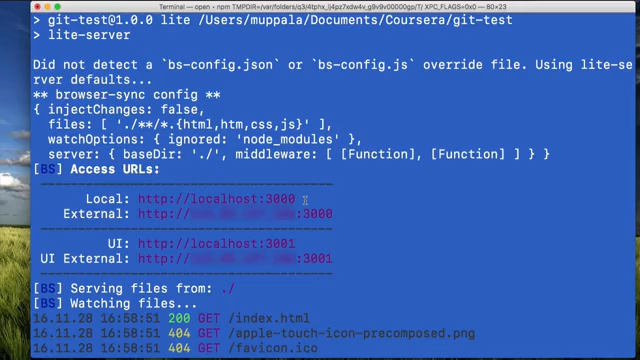 Terminal — open ◂ npm TMPDIR=/var/folders/q/4tphx_lj4pz7xdw4v_g2vn00000gp/T/ XPC_FLAGS=0x0 — 80×23
> git-test@1.0.0 lite /Users/muppala/Documents/Coursera/git-test
> lite-server
Did not detect a `bs-config.json` or `bs-config.js` override file. Using lite-se
rver defaults...
** browser-sync config **
{ injectChanges: false,
files: [ './**/*.{html,htm,css,js}' ],
watchOptions: { ignored: 'node_modules' },
server: { baseDir: './', middleware: [ [Function], [Function] ] } }
[BS] Access URLs:
--------------------------------------
Local: http://localhost:3000
External: http:// :3000
--------------------------------------
UI: http://localhost:3001
UI External: http:// :3001
--------------------------------------
[BS] Serving files from: ./
[BS] Watching files...
16.11.28 16:58:51 200 GET /index.html
16.11.28 16:58:51 404 GET /apple-touch-icon-precomposed.png
16.11.28 16:58:51 404 GET /favicon.ico